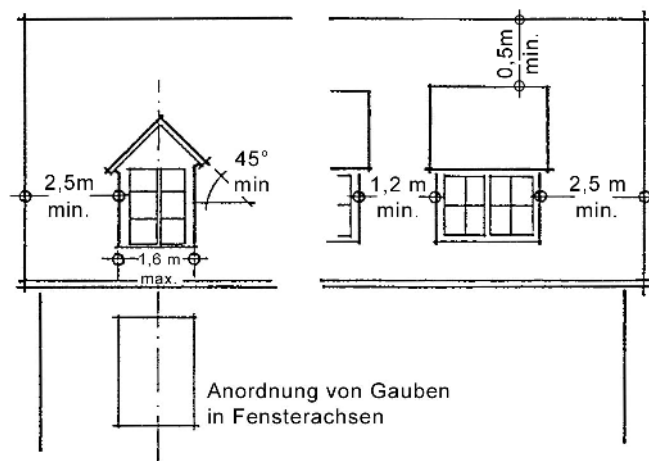 0,5m
min.
45°
min
2,5m
min.
1,2 m
min.
2,5 m
min.
1,6 m
max.
Anordnung von Gauben
in Fensterachsen